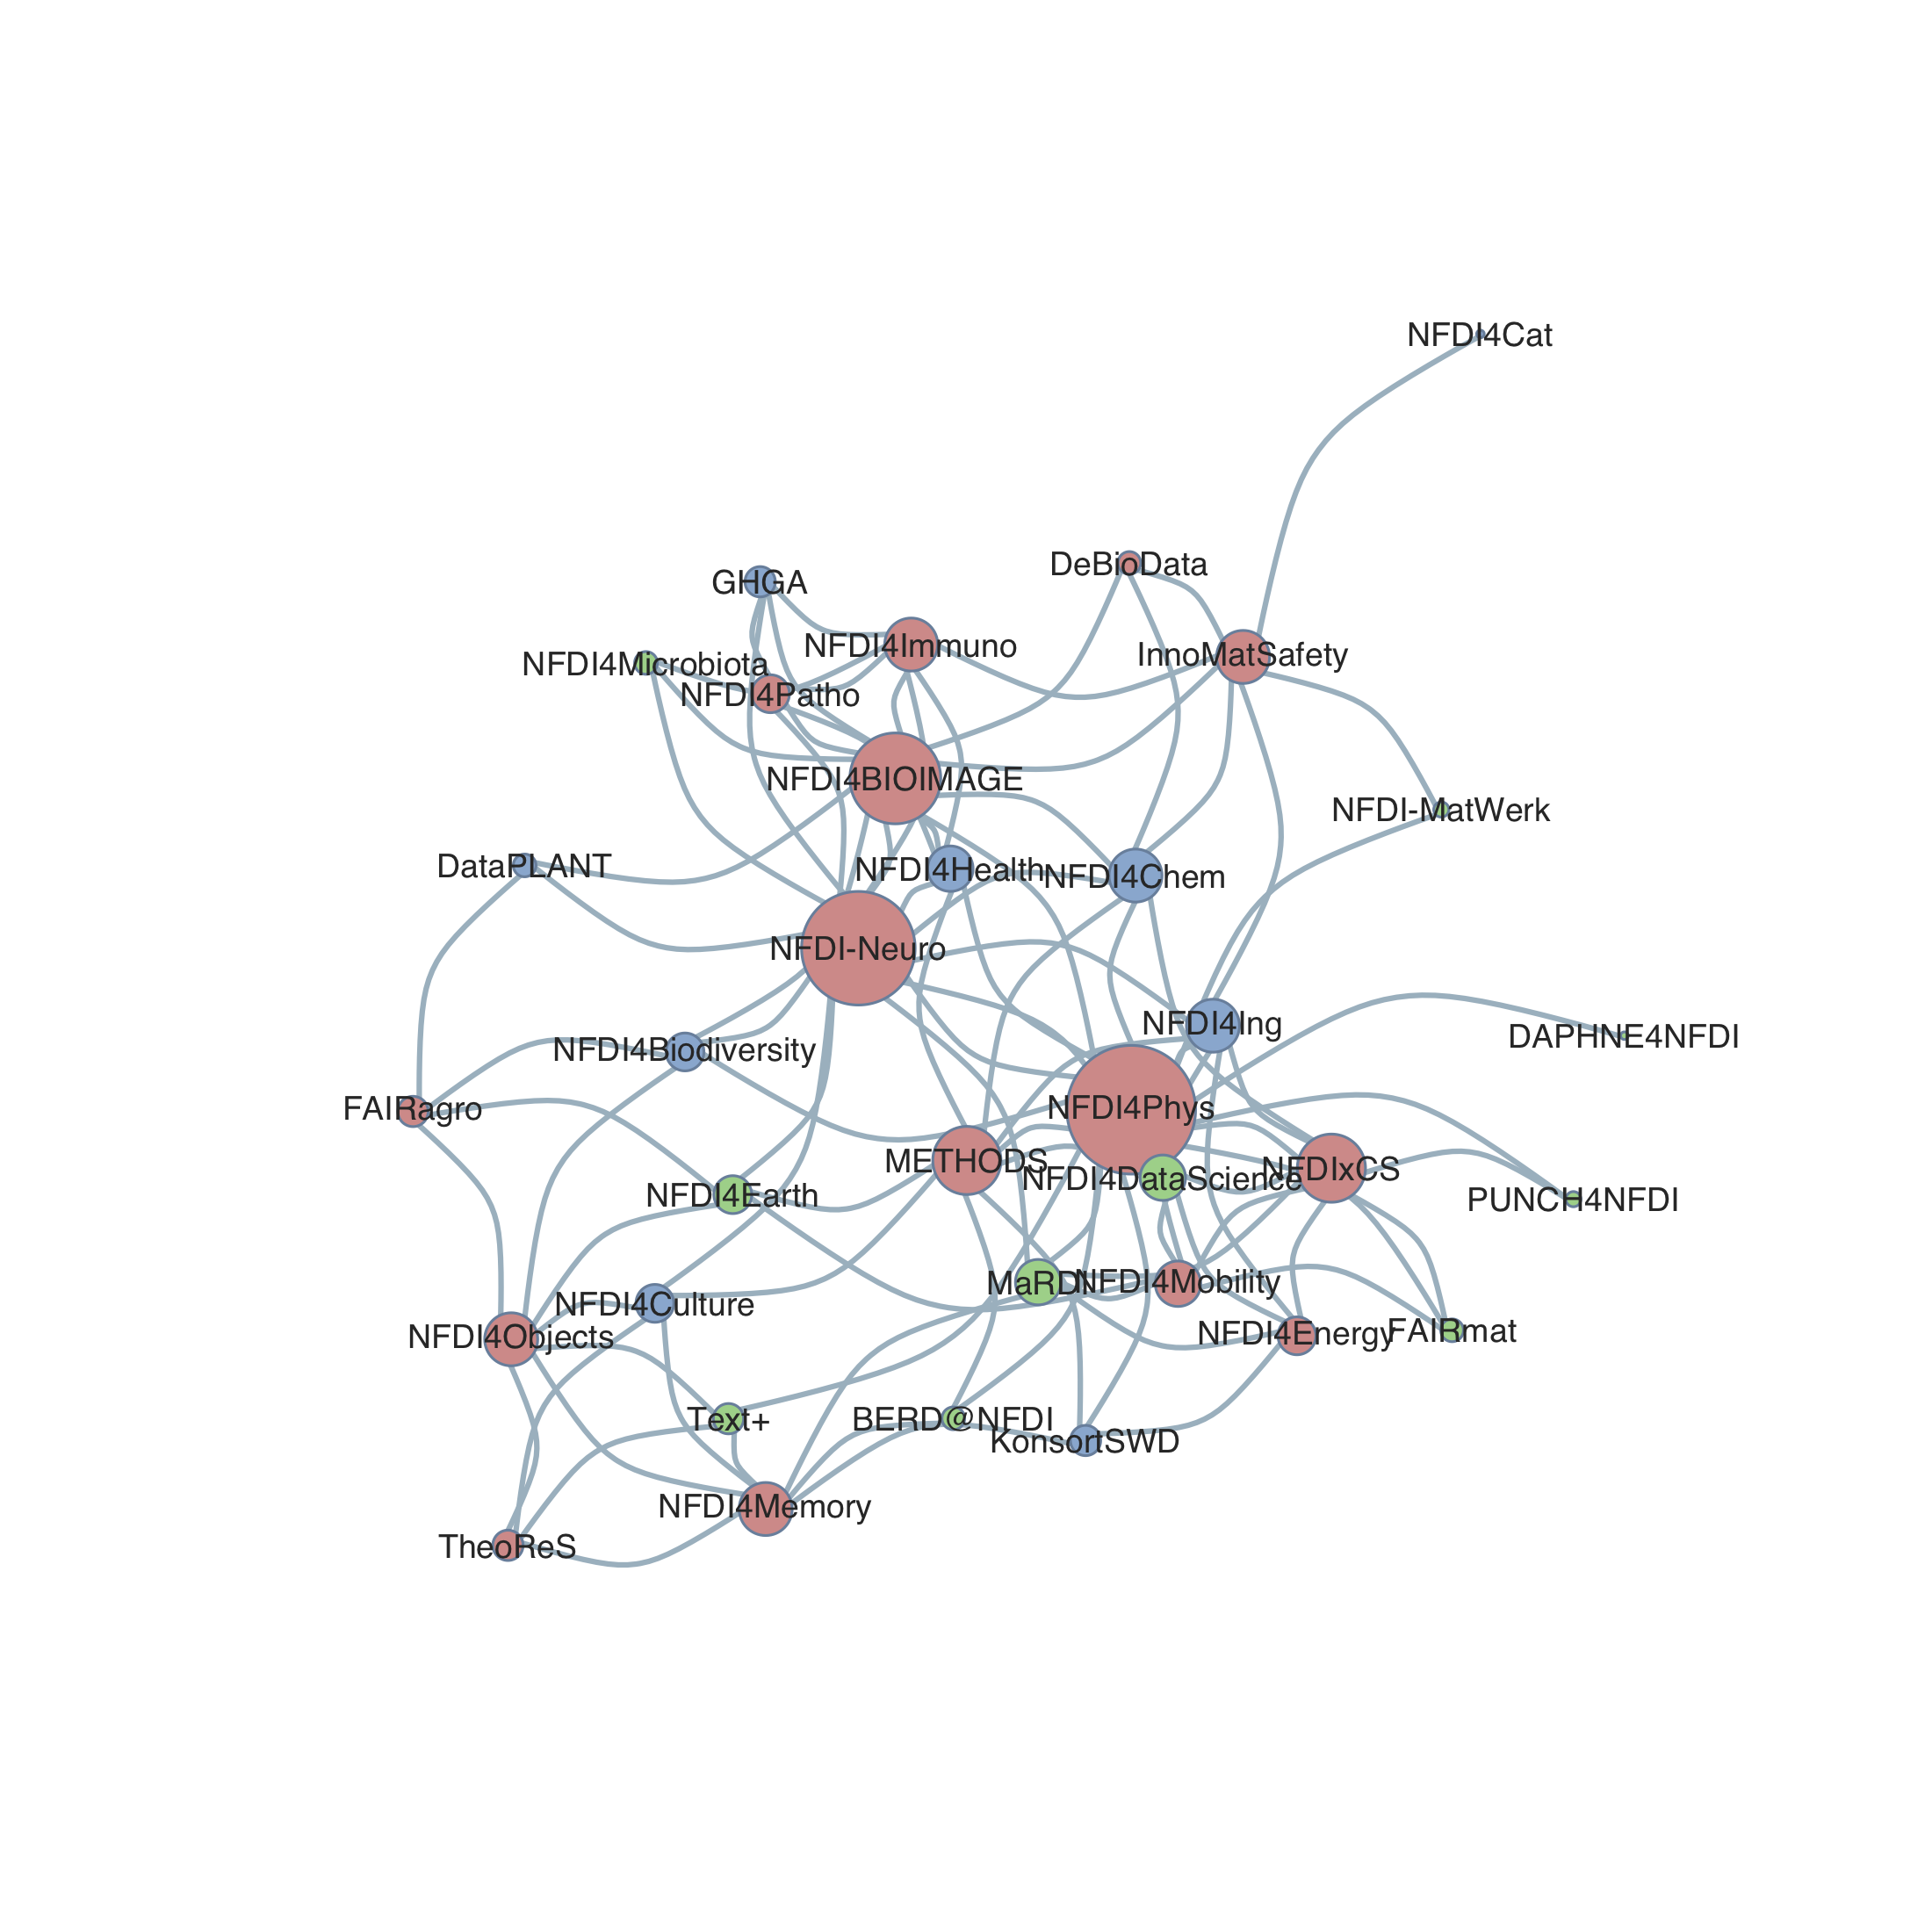 NFDI4Cat
DeBioData
GHGA
NFDI4Immuno
InnoMatSafety
NFDI4Microbiota
NFDI4Patho
NFDI4BIOIMAGE
NFDI-MatWerk
DataPLANT
NFDI4Health
NFDI4Chem
NFDI-Neuro
NFDI4Ing
DAPHNE4NFDI
NFDI4Biodiversity
FAIRagro
NFDI4Phys
METHODS
NFDI4DataScience
NFDIxCS
NFDI4Earth
PUNCH4NFDI
MaRDI
NFDI4Mobility
NFDI4Culture
NFDI4Objects
NFDI4Energy
FAIRmat
Text+
BERD@NFDI
KonsortSWD
NFDI4Memory
TheoReS